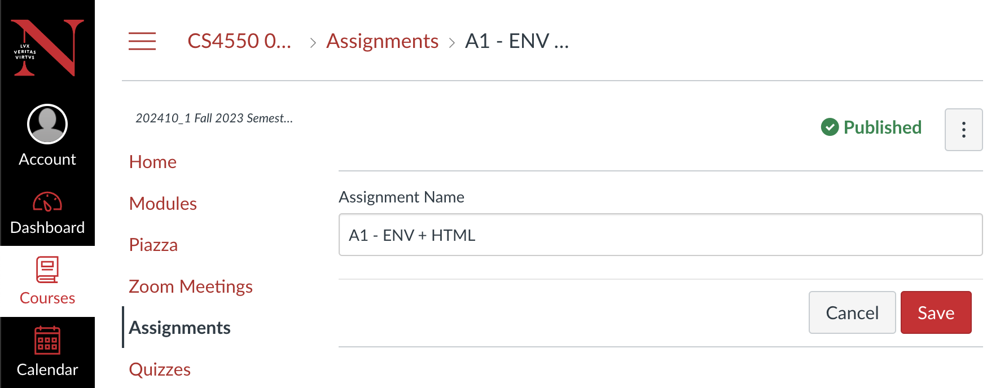 LVX
VERITAS
VIRTVS
Account
Dashboard
Courses
Calendar
CS4550 0... > Assignments > A1 - ENV ...
202410_1 Fall 2023 Semest...
Home
Modules
Piazza
Zoom Meetings
Assignments
Quizzes
Published
Assignment Name
A1 - ENV + HTML
Cancel Save